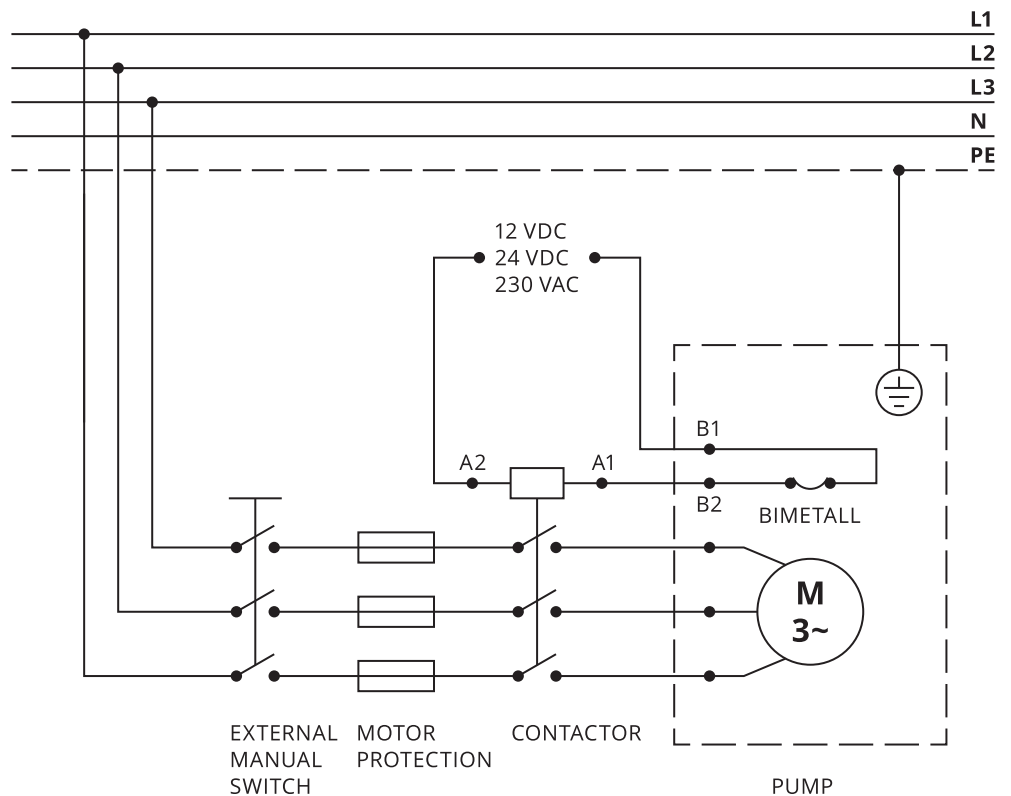 L1
L2
L3
N
PE
12 VDC
24 VDC
230 VAC
B1
A2
A1
B2
BIMETALL
M
3~
EXTERNAL
MANUAL
SWITCH
MOTOR
PROTECTION
CONTACTOR
PUMP